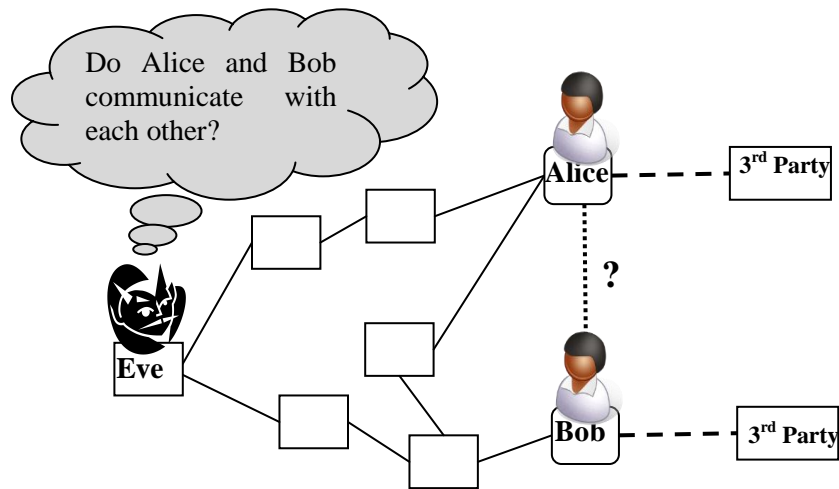 Do Alice and Bob
communicate with
each other?
Alice
3rd Party
?
Eve
Bob
3rd Party